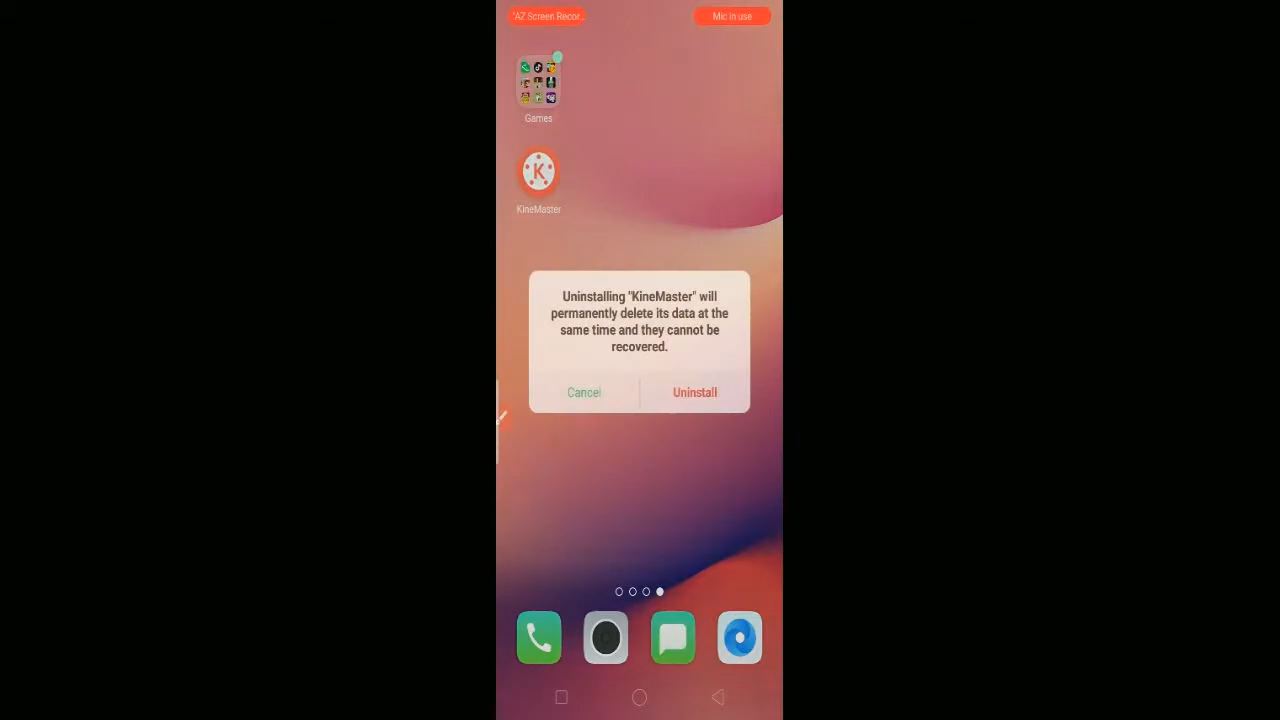 "AZ Screen Recor...
Mic in use
Games
K
KineMaster
Uninstalling "KineMaster" will
permanently delete its data at the
same time and they cannot be
recovered.
Cancel
Uninstall